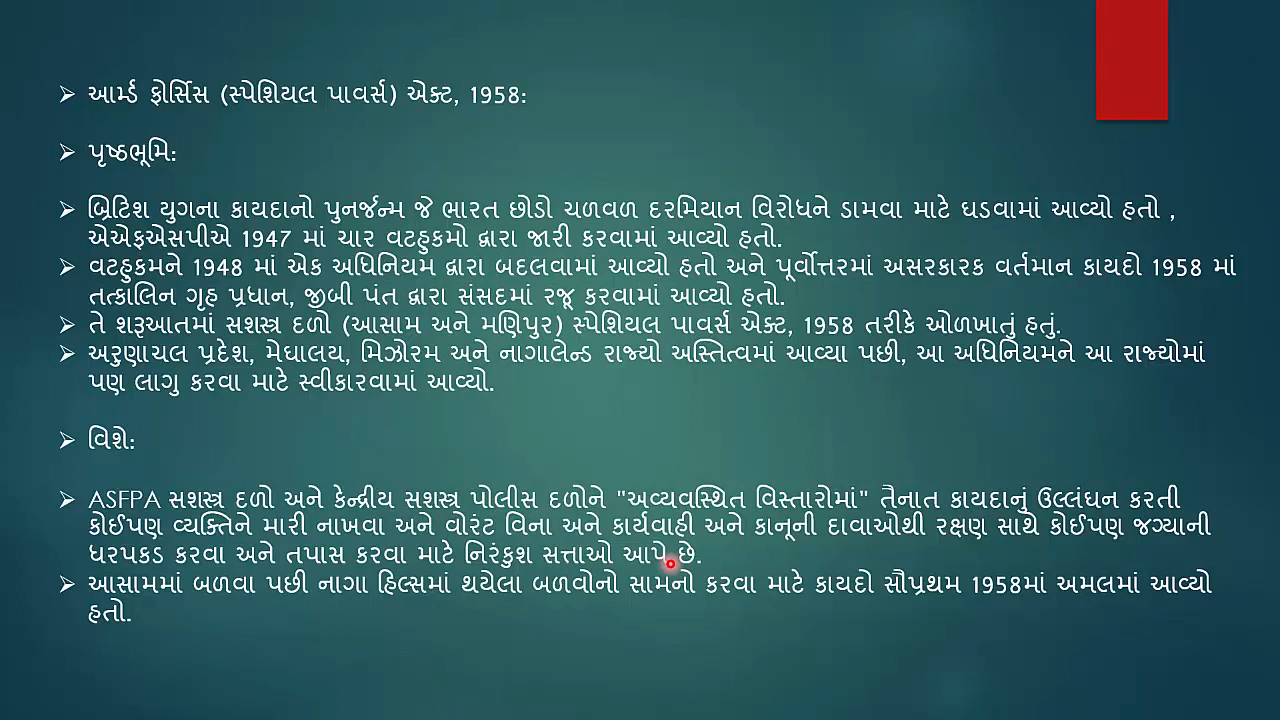 ➢ આર્મ્ડ ફોર્સિસ (સ્પેશિયલ પાવર્સ) એક્ટ, 1958:
➢ પૃષ્ઠભૂમિ:
➢ બ્રિટિશ યુગના કાયદાનો પુનર્જન્મ જે ભારત છોડો ચળવળ દરમિયાન વિરોધને ડામવા માટે ઘડવામાં આવ્યો હતો ,
એએફએસપીએ 1947 માં ચાર વટહુકમો દ્વારા જારી કરવામાં આવ્યો હતો.
➢ વટહુકમને 1948 માં એક અધિનિયમ દ્વારા બદલવામાં આવ્યો હતો અને પૂર્વોત્તરમાં અસરકારક વર્તમાન કાયદો 1958 માં
તત્કાલિન ગૃહ પ્રધાન, જીબી પંત દ્વારા સંસદમાં રજૂ કરવામાં આવ્યો હતો.
➢ તે શરૂઆતમાં સશસ્ત્ર દળો (આસામ અને મણિપુર) સ્પેશિયલ પાવર્સ એક્ટ, 1958 તરીકે ઓળખાતું હતું.
➢ અરુણાચલ પ્રદેશ, મેઘાલય, મિઝોરમ અને નાગાલેન્ડ રાજ્યો અસ્તિત્વમાં આવ્યા પછી, આ અધિનિયમને આ રાજ્યોમાં
પણ લાગુ કરવા માટે સ્વીકારવામાં આવ્યો.
➢ વિશે:
➢ ASFPA સશસ્ત્ર દળો અને કેન્દ્રીય સશસ્ત્ર પોલીસ દળોને "અવ્યવસ્થિત વિસ્તારોમાં" તૈનાત કાયદાનું ઉલ્લંઘન કરતી
કોઈપણ વ્યક્તિને મારી નાખવા અને વોરંટ વિના અને કાર્યવાહી અને કાનૂની દાવાઓથી રક્ષણ સાથે કોઈપણ જગ્યાની
ધરપકડ કરવા અને તપાસ કરવા માટે નિરંકુશ સત્તાઓ આપે છે.
➢ આસામમાં બળવા પછી નાગા હિલ્સમાં થયેલા બળવોનો સામનો કરવા માટે કાયદો સૌપ્રથમ 1958માં અમલમાં આવ્યો
હતો.